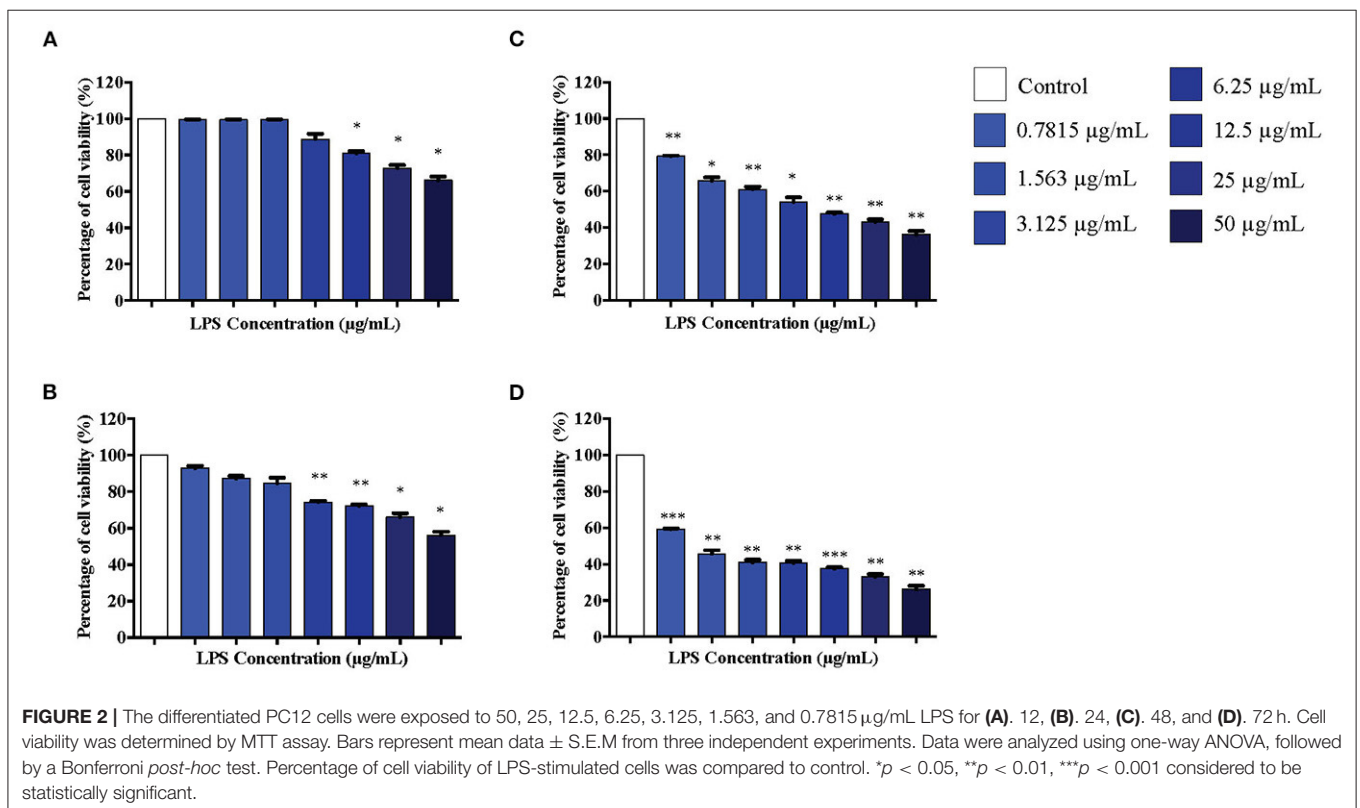 A
Percentage of cell viability (%)
120
100
80
60
40
20
0
*
*
*
LPS Concentration (µg/mL)
C
Percentage of cell viability (%)
120
100
80
60
40
20
0
**
*
**
*
**
**
**
LPS Concentration (µg/mL)
Control
0.7815 µg/mL
1.563 µg/mL
3.125 µg/mL
6.25 µg/mL
12.5 µg/mL
25 µg/mL
50 µg/mL
B
Percentage of cell viability (%)
120
100
80
60
40
20
0
**
**
*
*
LPS Concentration (µg/mL)
D
Percentage of cell viability (%)
120
100
80
60
40
20
0
***
**
**
**
***
**
**
LPS Concentration (µg/mL)
FIGURE 2 | The differentiated PC12 cells were exposed to 50, 25, 12.5, 6.25, 3.125, 1.563, and 0.7815 µg/mL LPS for (A). 12, (B). 24, (C). 48, and (D). 72 h. Cell
viability was determined by MTT assay. Bars represent mean data ± S.E.M from three independent experiments. Data were analyzed using one-way ANOVA, followed
by a Bonferroni post-hoc test. Percentage of cell viability of LPS-stimulated cells was compared to control. *p < 0.05, **p < 0.01, ***p < 0.001 considered to be
statistically significant.